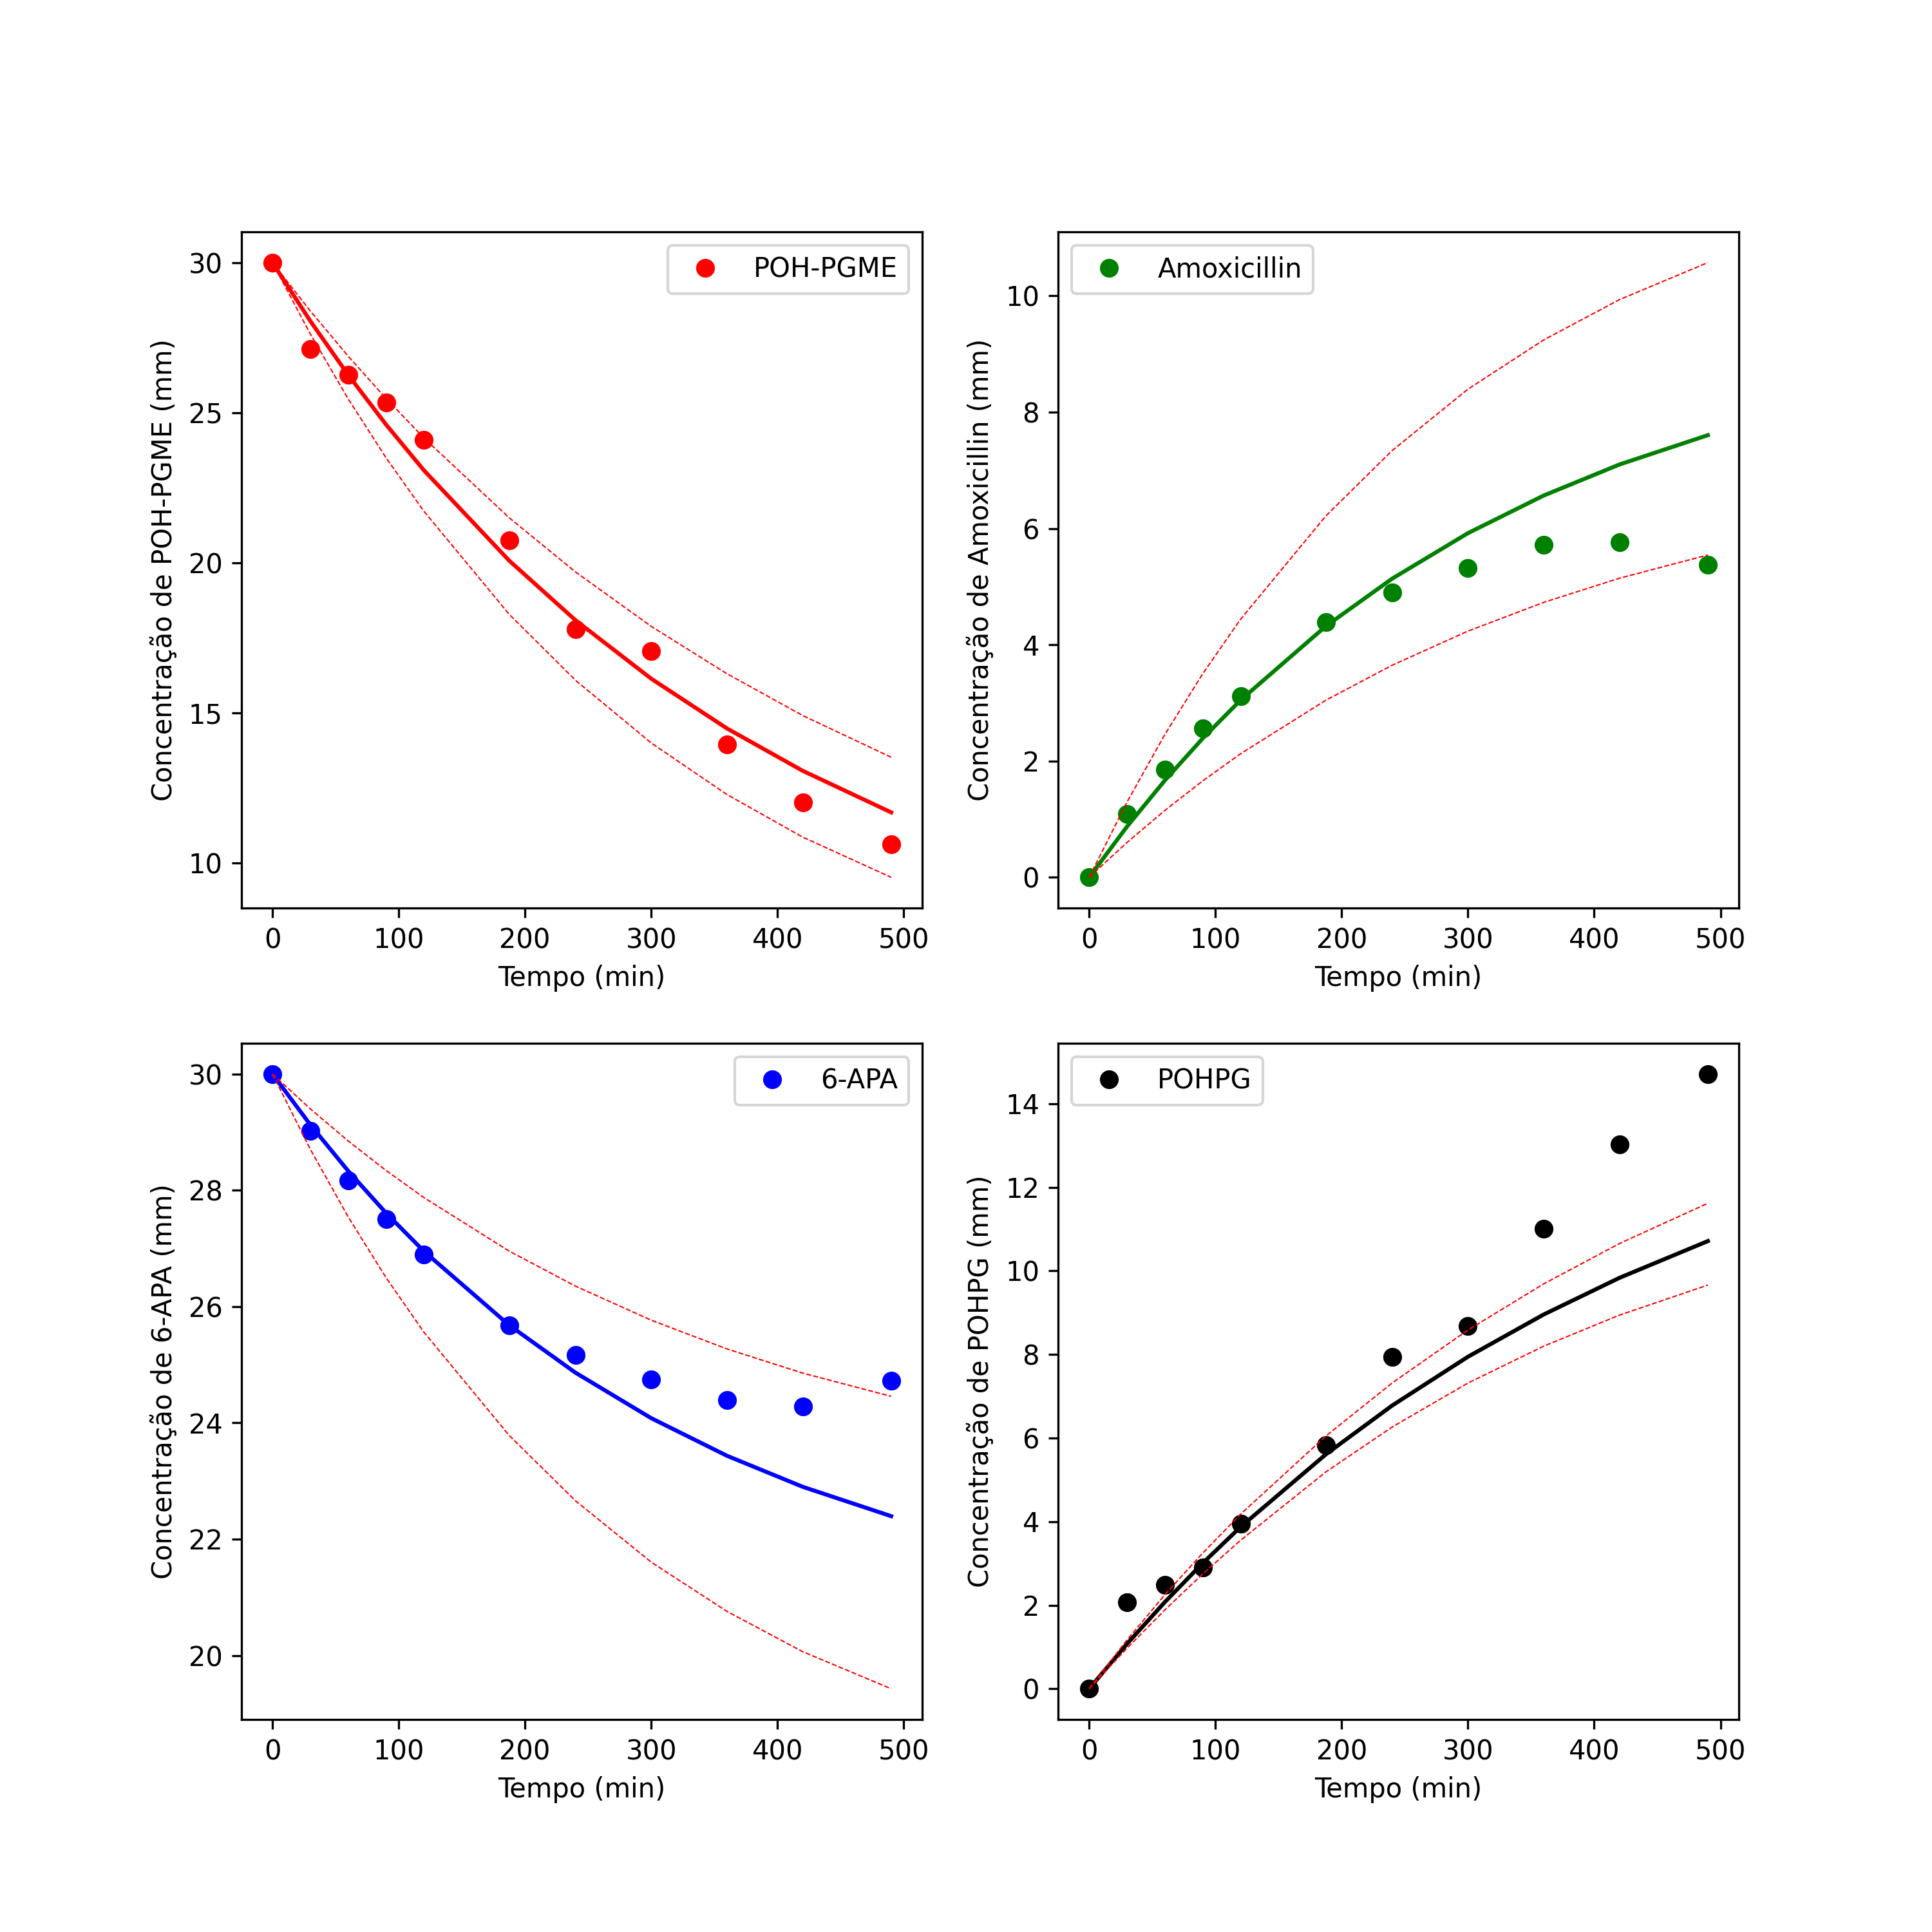 POH-PGME
Concentração de POH-PGME (mm)
30
25
20
15
10
0 100 200 300 400 500
Tempo (min)
Amoxicillin
Concentração de Amoxicillin (mm)
10
8
6
4
2
0
0 100 200 300 400 500
Tempo (min)
6-APA
Concentração de 6-APA (mm)
30
28
26
24
22
20
0 100 200 300 400 500
Tempo (min)
POHPG
Concentração de POHPG (mm)
14
12
10
8
6
4
2
0
0 100 200 300 400 500
Tempo (min)